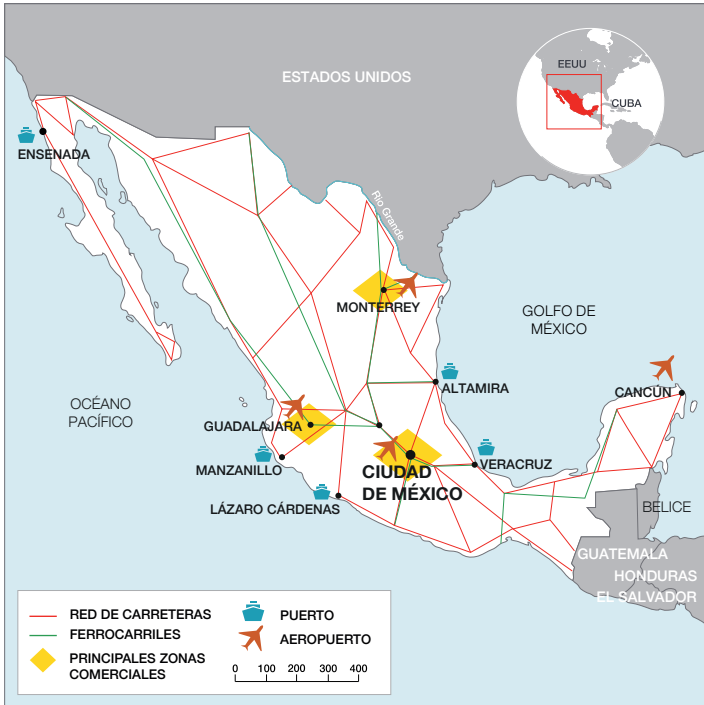 ESTADOS UNIDOS
EEUU
CUBA
ENSENADA
Rio Grande
MONTERREY
GOLFO DE
MÉXICO
ALTAMIRA
CANCÚN
OCÉANO
PACÍFICO
GUADALAJARA
MANZANILLO
CIUDAD
DE MÉXICO
VERACRUZ
LÁZARO CÁRDENAS
BELICE
GUATEMALA
HONDURAS
EL SALVADOR
RED DE CARRETERAS
FERROCARRILES
PRINCIPALES ZONAS
COMERCIALES
PUERTO
AEROPUERTO
0 100 200 300 400